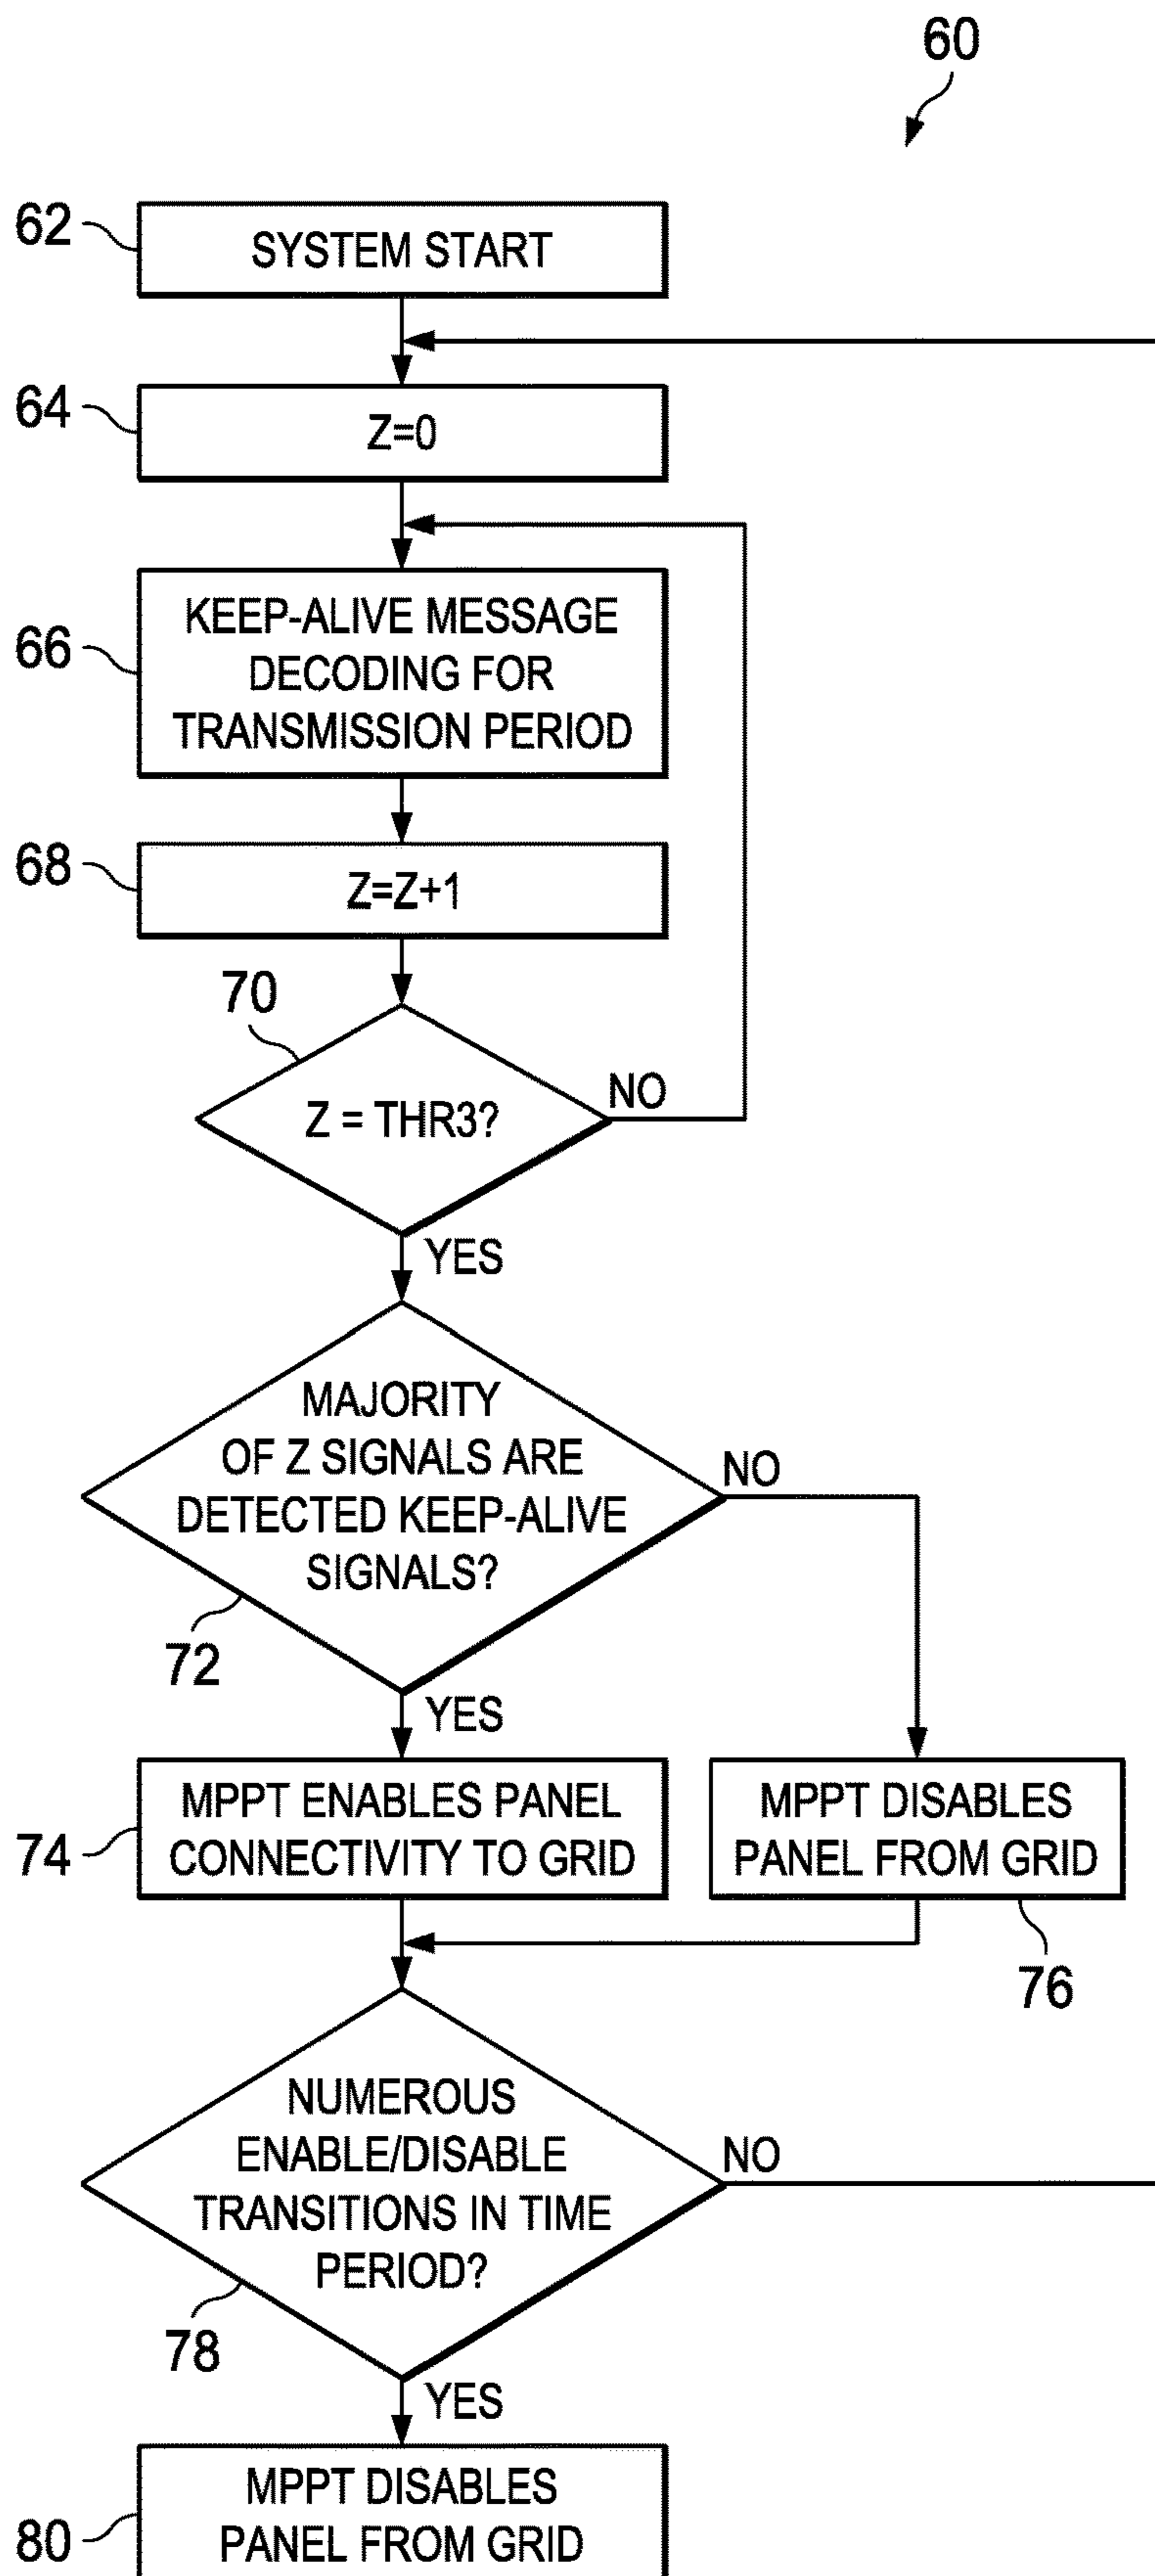 60
62
SYSTEM START
64
Z=0
66
KEEP-ALIVE MESSAGE
DECODING FOR
TRANSMISSION PERIOD
68
Z=Z+1
70
Z = THR3?
NO
YES
MAJORITY
OF Z SIGNALS ARE
DETECTED KEEP-ALIVE
SIGNALS?
NO
72
YES
74
MPPT ENABLES PANEL
CONNECTIVITY TO GRID
MPPT DISABLES
PANEL FROM GRID
76
NUMEROUS
ENABLE/DISABLE
TRANSITIONS IN TIME
PERIOD?
NO
78
YES
80
MPPT DISABLES
PANEL FROM GRID